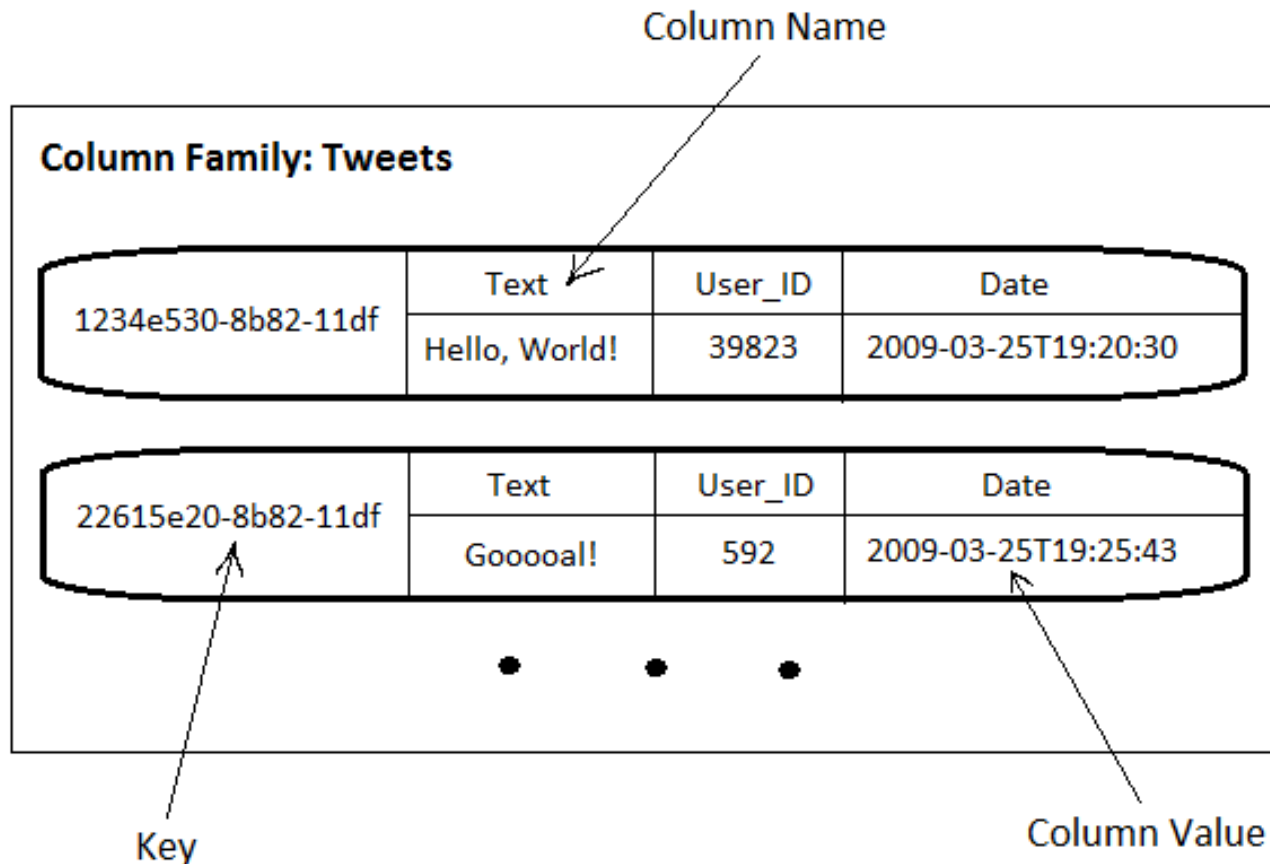 Column Name
Column Family: Tweets
Text User_ID Date
1234e530-8b82-11df
Hello, World! 39823 2009-03-25T19:20:30
Text User_ID Date
22615e20-8b82-11df
Gooooal! 592 2009-03-25T19:25:43
Key
Column Value